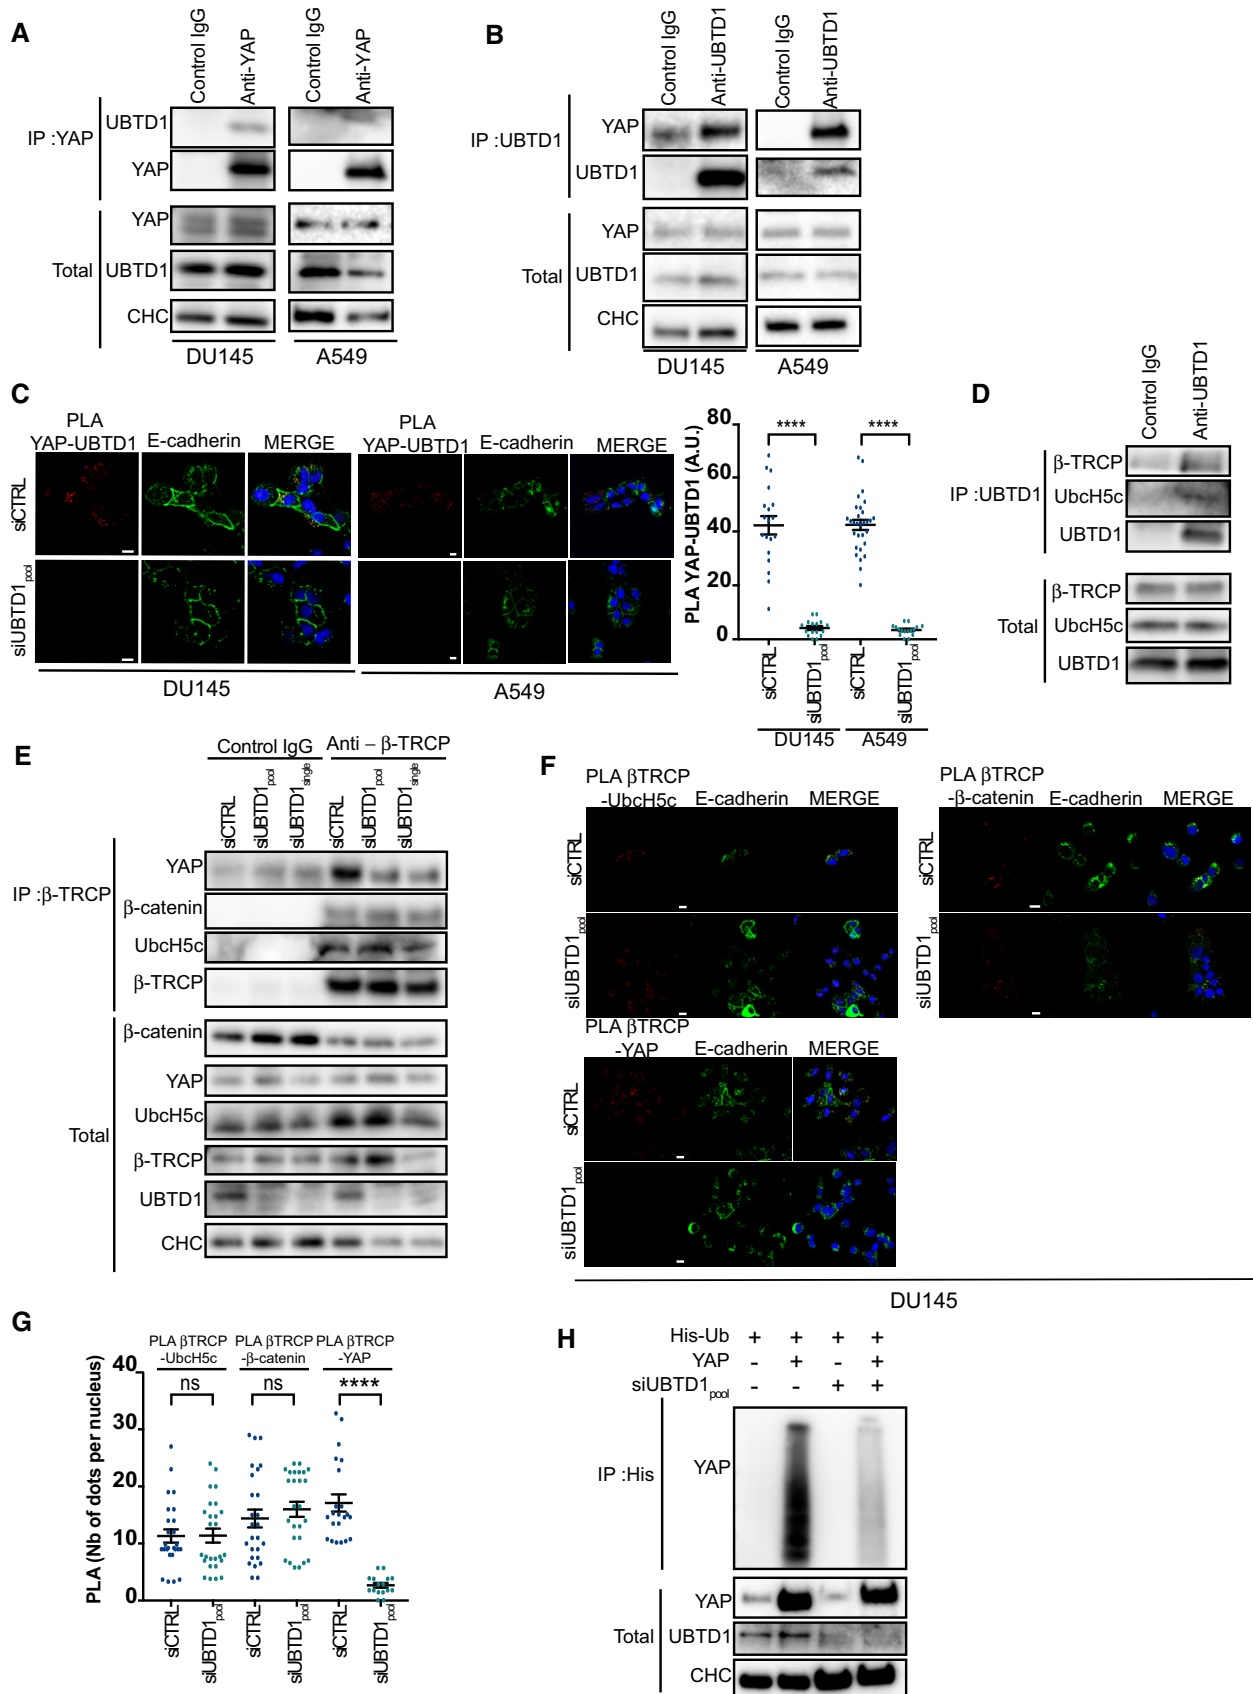 A
Control IgG
Anti-YAP
Control IgG
Anti-YAP
IP :YAP
UBTD1
YAP
Total
YAP
UBTD1
CHC
DU145
A549
B
Control IgG
Anti-UBTD1
Control IgG
Anti-UBTD1
IP :UBTD1
YAP
UBTD1
Total
YAP
UBTD1
CHC
DU145
A549
C
PLA
YAP-UBTD1
E-cadherin
MERGE
PLA
YAP-UBTD1
E-cadherin
MERGE
siCTRL
siUBTD1pool
DU145
A549
PLA YAP-UBTD1 (A.U.)
80
60
40
20
0
****
****
siCTRL
siUBTD1pool
siCTRL
siUBTD1pool
DU145
A549
D
Control IgG
Anti-UBTD1
IP :UBTD1
β-TRCP
UbcH5c
UBTD1
Total
β-TRCP
UbcH5c
UBTD1
E
Control IgG
Anti – β-TRCP
siCTRL
siUBTD1pool
siUBTD1single
siCTRL
siUBTD1pool
siUBTD1single
IP :β-TRCP
YAP
β-catenin
UbcH5c
β-TRCP
Total
β-catenin
YAP
UbcH5c
β-TRCP
UBTD1
CHC
F
PLA βTRCP
-UbcH5c
E-cadherin
MERGE
siCTRL
siUBTD1pool
PLA βTRCP
-β-catenin
E-cadherin
MERGE
siCTRL
siUBTD1pool
PLA βTRCP
-YAP
E-cadherin
MERGE
siCTRL
siUBTD1pool
DU145
G
PLA βTRCP
-UbcH5c
PLA βTRCP
-β-catenin
PLA βTRCP
-YAP
PLA (Nb of dots per nucleus)
40
30
20
10
0
ns
ns
****
siCTRL
siUBTD1pool
siCTRL
siUBTD1pool
siCTRL
siUBTD1pool
H
His-Ub + + + +
YAP - + - +
siUBTD1pool - - + +
IP :His
YAP
Total
YAP
UBTD1
CHC